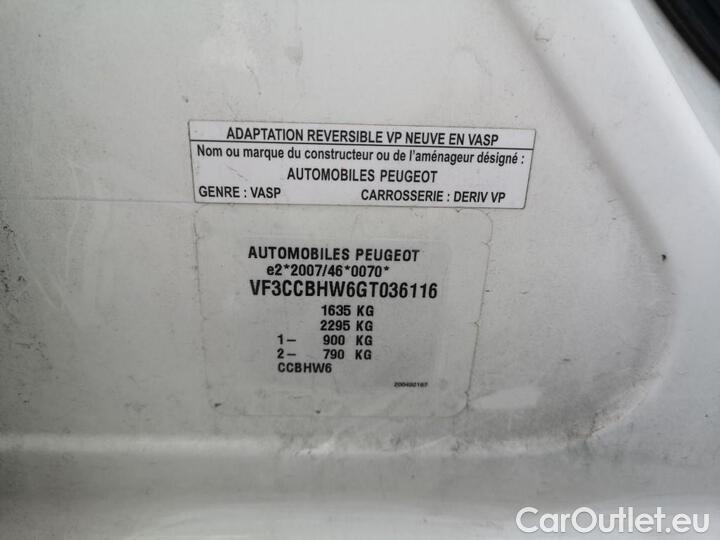 ADAPTATION REVERSIBLE VP NEUVE EN VASP
Nom ou marque du constructeur ou de l'aménageur désigné :
AUTOMOBILES PEUGEOT
GENRE : VASP CARROSSERIE : DERIV VP
AUTOMOBILES PEUGEOT
e2*2007/46*0070*
VF3CCBHW6GT036116
1635 KG
2295 KG
1- 900 KG
2- 790 KG
CCBHW6
CarOutlet.eu